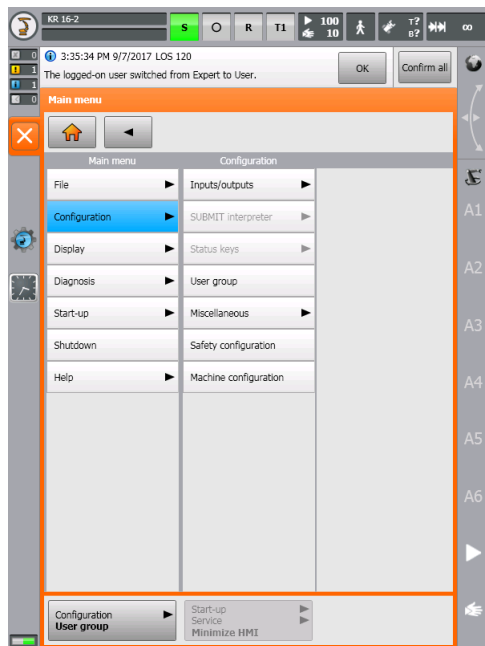 KR 16-2
S O R T1 100 10 T? B? ∞
0
1
1
0
3:35:34 PM 9/7/2017 LOS 120
The logged-on user switched from Expert to User.
OK
Confirm all
Main menu
Main menu
Configuration
File
Inputs/outputs
Configuration
SUBMIT interpreter
Display
Status keys
Diagnosis
User group
Start-up
Miscellaneous
Shutdown
Safety configuration
Help
Machine configuration
A1
A2
A3
A4
A5
A6
Configuration
User group
Start-up
Service
Minimize HMI